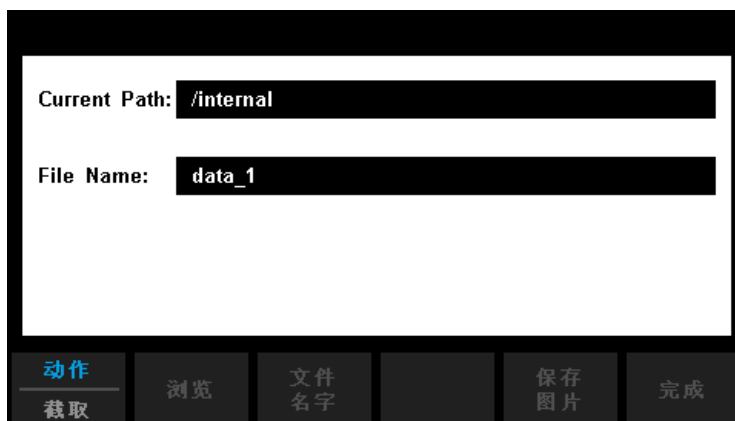 Current Path: /internal
File Name: data_1
动作
截取
浏览
文件
名字
保存
图片
完成